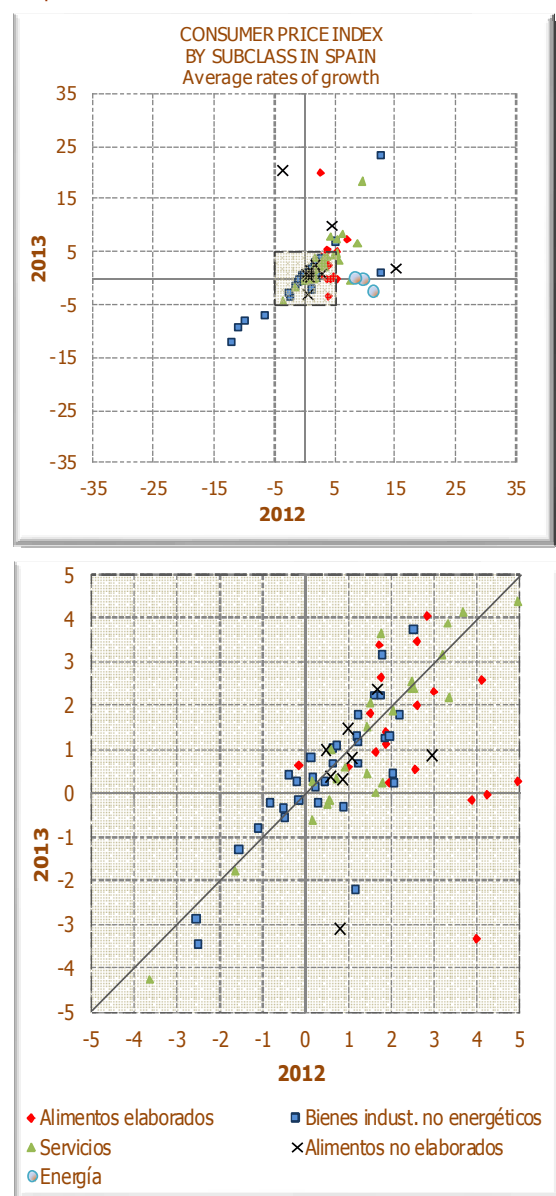 CONSUMER PRICE INDEX
BY SUBCLASS IN SPAIN
Average rates of growth
35
25
15
5
-5
-15
-25
-35
2013
-35 -25 -15 -5 5 15 25 35
2012
5
4
3
2
1
0
-1
-2
-3
-4
-5
2013
-5 -4 -3 -2 -1 0 1 2 3 4 5
2012
Alimentos elaborados
Bienes indust. no energéticos
Servicios
Alimentos no elaborados
Energía